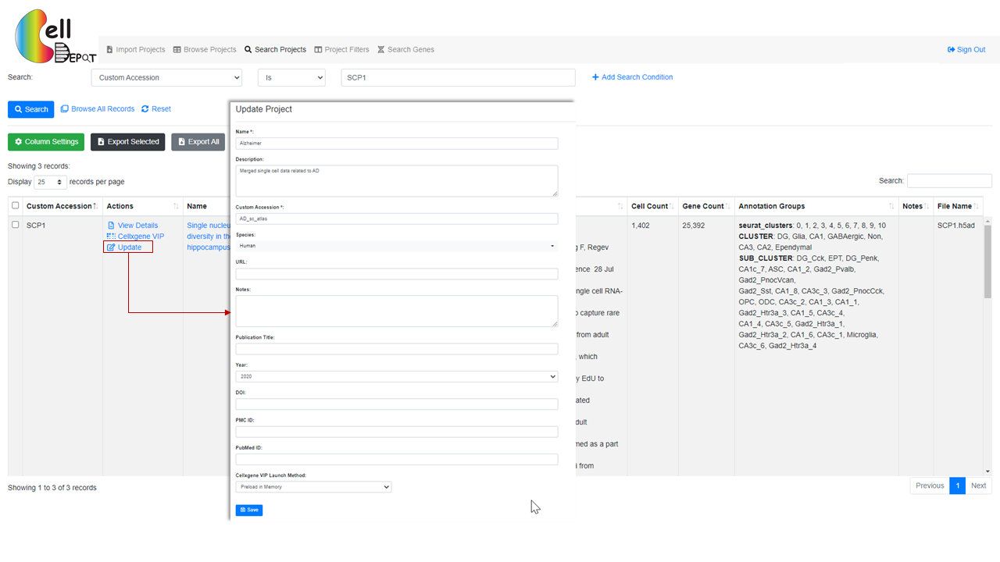 Cell
DEPOT
Import Projects Browse Projects Search Projects Project Filters Search Genes Sign Out
Search: Custom Accession Is SCP1 + Add Search Condition
Search Browse All Records Reset
Column Settings Export Selected Export All
Showing 3 records:
Display 25 records per page Search:
Custom Accession Actions Name Cell Count Gene Count Annotation Groups Notes File Name
SCP1 View Details
Cellxgene VIP
Update
Single nucleu
diversity in the
hippocampus
g F, Regev
ence 28 Jul
ngle cell RNA-
o capture rare
from adult
, which
y EdU to
ated
dult
med as a part
i from
1,402 25,392
seurat_clusters: 0, 1, 2, 3, 4, 5, 6, 7, 8, 9, 10
CLUSTER: DG, Glia, CA1, GABAergic, Non,
CA3, CA2, Ependymal
SUB_CLUSTER: DG_Cck, EPT, DG_Penk,
CA1c_7, ASC, CA1_2, Gad2_Pvalb,
Gad2_PnocVcan,
Gad2_Sst, CA1_8, CA3c_3, Gad2_PnocCck,
OPC, ODC, CA3c_2, CA1_3, CA1_1,
Gad2_Htr3a_3, CA1_5, CA3c_4,
CA1_4, CA3c_5, Gad2_Htr3a_1,
Gad2_Htr3a_2, CA1_6, CA3c_1, Microglia,
CA3c_6, Gad2_Htr3a_4
SCP1.h5ad
Update Project
Name *:
Alzheimer
Description:
Merged single cell data related to AD
Custom Accession *:
AD_sc_atlas
Species:
Human
URL:
Notes:
Publication Title:
Year:
2020
DOI:
PMC ID:
PubMed ID:
Cellxgene VIP Launch Method:
Preload in Memory
Save
Showing 1 to 3 of 3 records Previous 1 Next